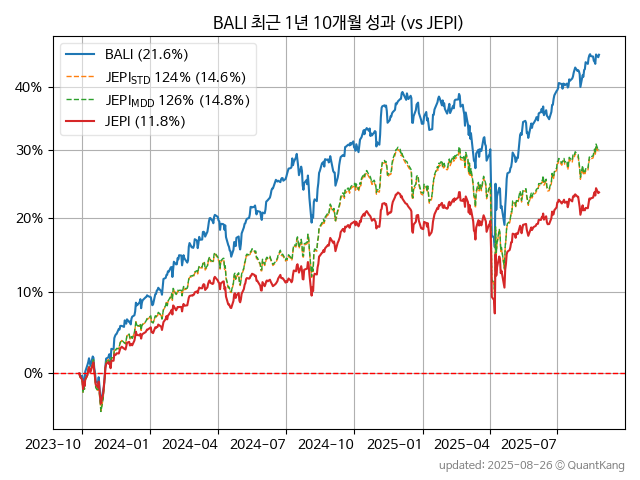 BALI 최근 1년 10개월 성과 (vs JEPI)
BALI (21.6%)
JEPISTD 124% (14.6%)
JEPIMDD 126% (14.8%)
JEPI (11.8%)
40%
30%
20%
10%
0%
2023-10 2024-01 2024-04 2024-07 2024-10 2025-01 2025-04 2025-07
updated: 2025-08-26 © QuantKang